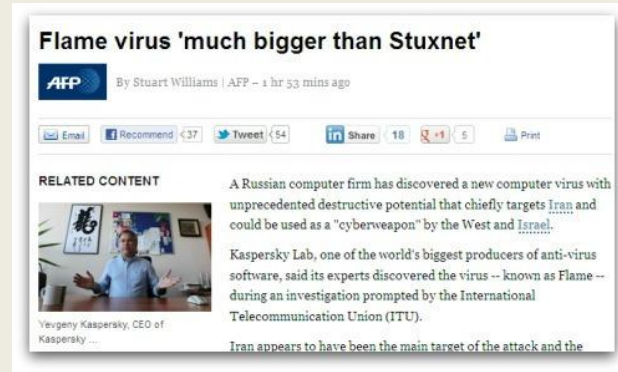 Flame virus 'much bigger than Stuxnet'
AFP By Stuart Williams | AFP – 1 hr 53 mins ago
Email Recommend 37 Tweet 54 Share 18 +1 5 Print
RELATED CONTENT
Yevgeny Kaspersky, CEO of
Kaspersky ...
A Russian computer firm has discovered a new computer virus with
unprecedented destructive potential that chiefly targets Iran and
could be used as a "cyberweapon" by the West and Israel.
Kaspersky Lab, one of the world's biggest producers of anti-virus
software, said its experts discovered the virus -- known as Flame --
during an investigation prompted by the International
Telecommunication Union (ITU).
Iran appears to have been the main target of the attack and the